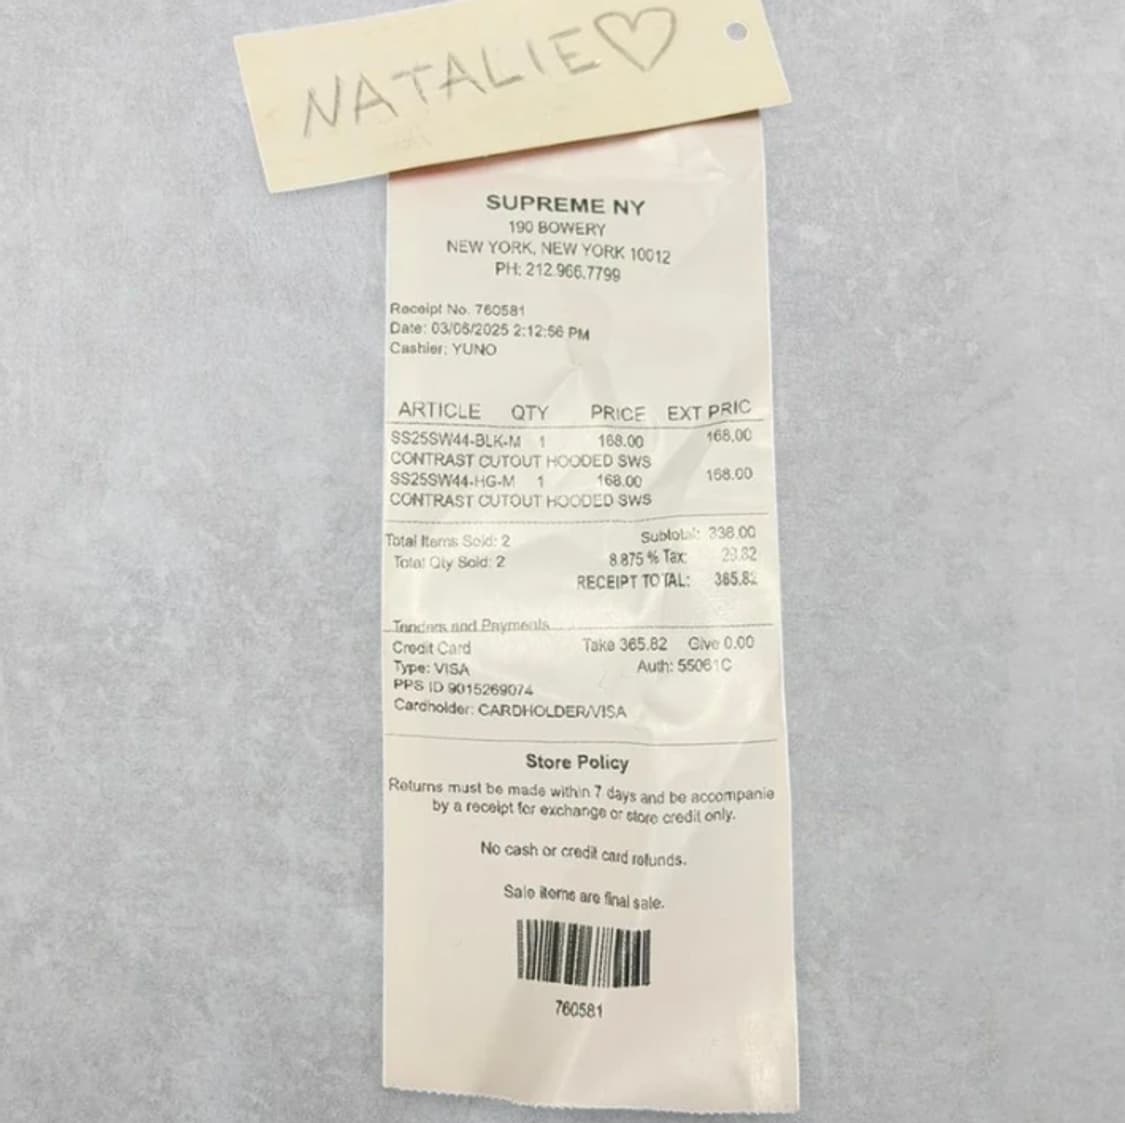 NATALIE♡
SUPREME NY
190 BOWERY
NEW YORK, NEW YORK 10012
PH: 212.966.7799
Receipt No. 760581
Date: 03/06/2025 2:12:56 PM
Cashier: YUNO
ARTICLE QTY PRICE EXT PRIC
SS25SW44-BLK-M 1 168.00 168.00
CONTRAST CUTOUT HOODED SWS
SS25SW44-HG-M 1 168.00 168.00
CONTRAST CUTOUT HOODED SWS
Total Items Sold: 2 Subtotal: 336.00
Total Qty Sold: 2 8.875 % Tax: 29.82
RECEIPT TOTAL: 365.82
Tenders and Payments
Credit Card Take 365.82 Give 0.00
Type: VISA Auth: 55061C
PPS ID 9015269074
Cardholder: CARDHOLDER/VISA
Store Policy
Returns must be made within 7 days and be accompanie
by a receipt for exchange or store credit only.
No cash or credit card refunds.
Sale items are final sale.
760581